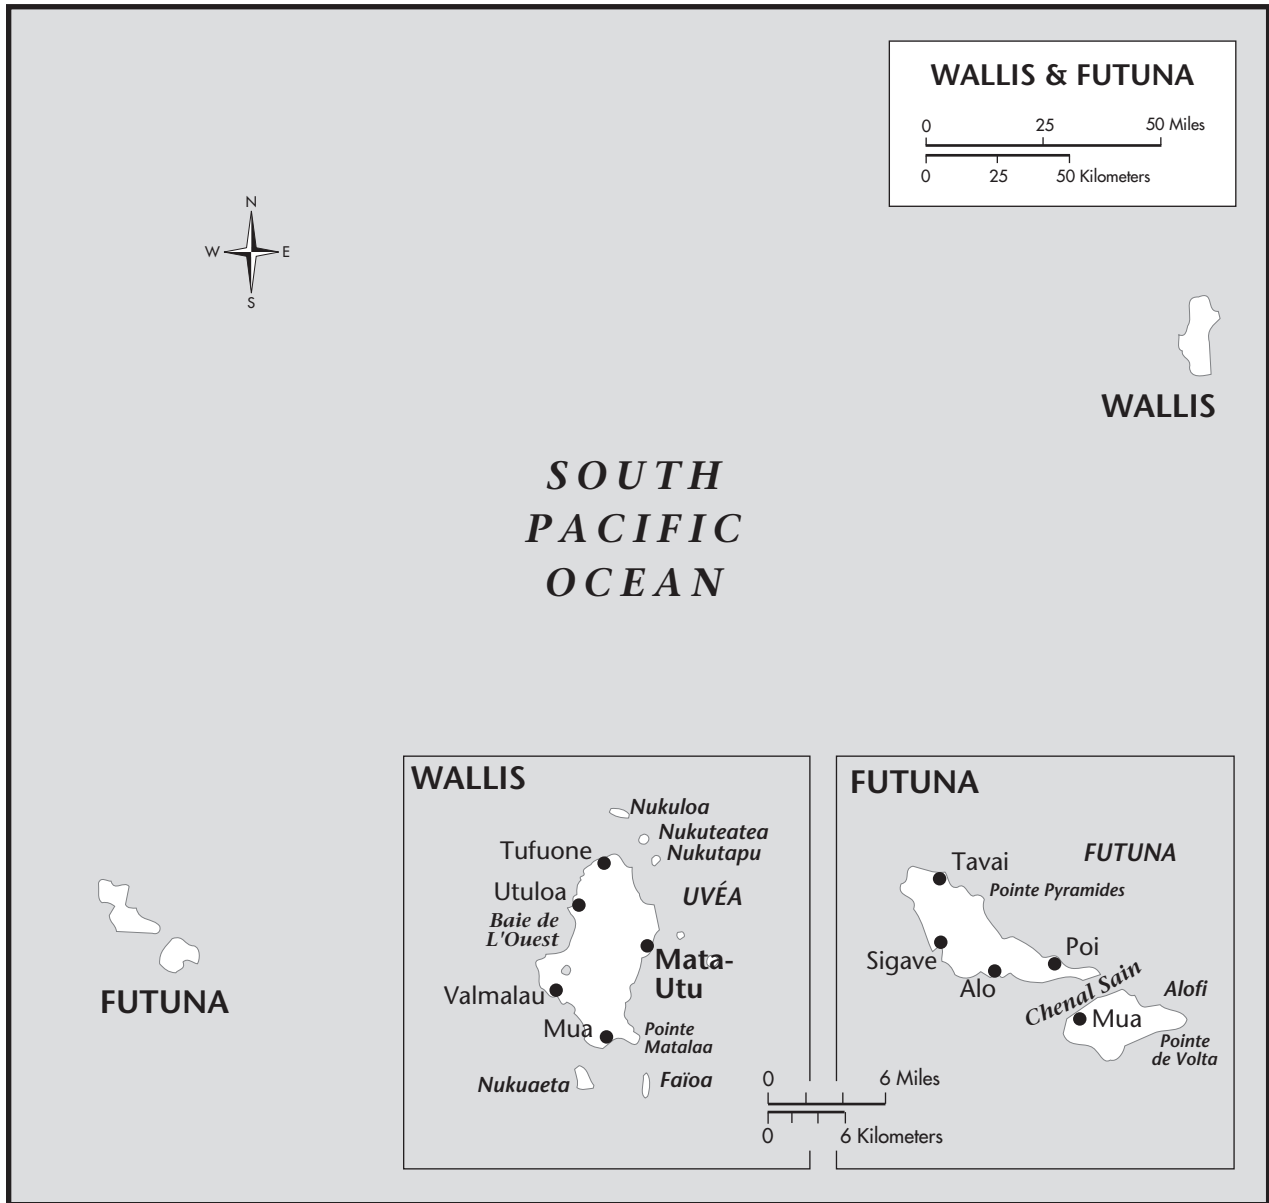 WALLIS & FUTUNA
0 25 50 Miles
0 25 50 Kilometers
N
W E
S
WALLIS
SOUTH
PACIFIC
OCEAN
FUTUNA
WALLIS
Nukuloa
Nukuteatea
Nukutapu
Tufuone
Utuloa
UVÉA
Baie de
L'Ouest
Mata-
Utu
Valmalau
Mua
Pointe
Matalaa
Nukuaeta
Faïoa
FUTUNA
FUTUNA
Tavai
Pointe Pyramides
Sigave
Poi
Alo
Chenal Sain
Alofi
Mua
Pointe
de Volta
0 6 Miles
0 6 Kilometers